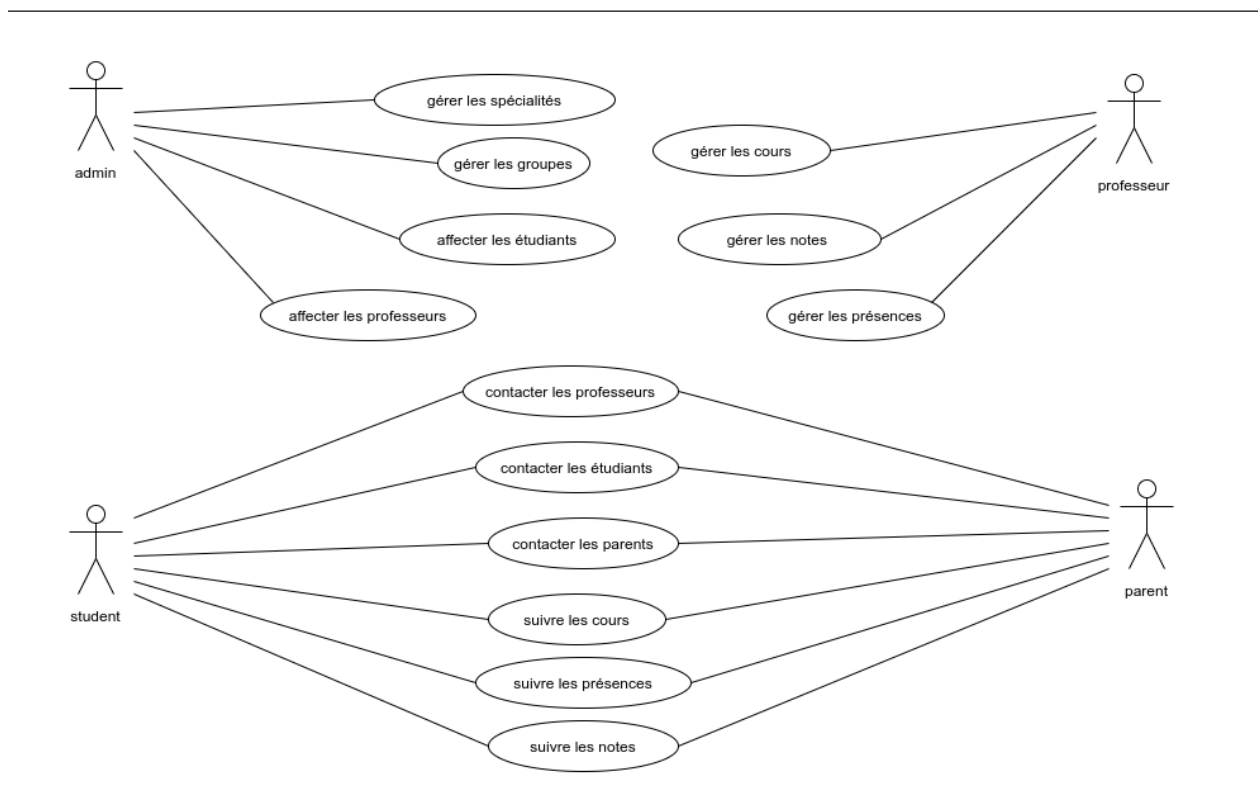 gérer les spécialités
gérer les cours
gérer les groupes
admin
professeur
affecter les étudiants
gérer les notes
affecter les professeurs
gérer les présences
contacter les professeurs
contacter les étudiants
contacter les parents
parent
student
suivre les cours
suivre les présences
suivre les notes